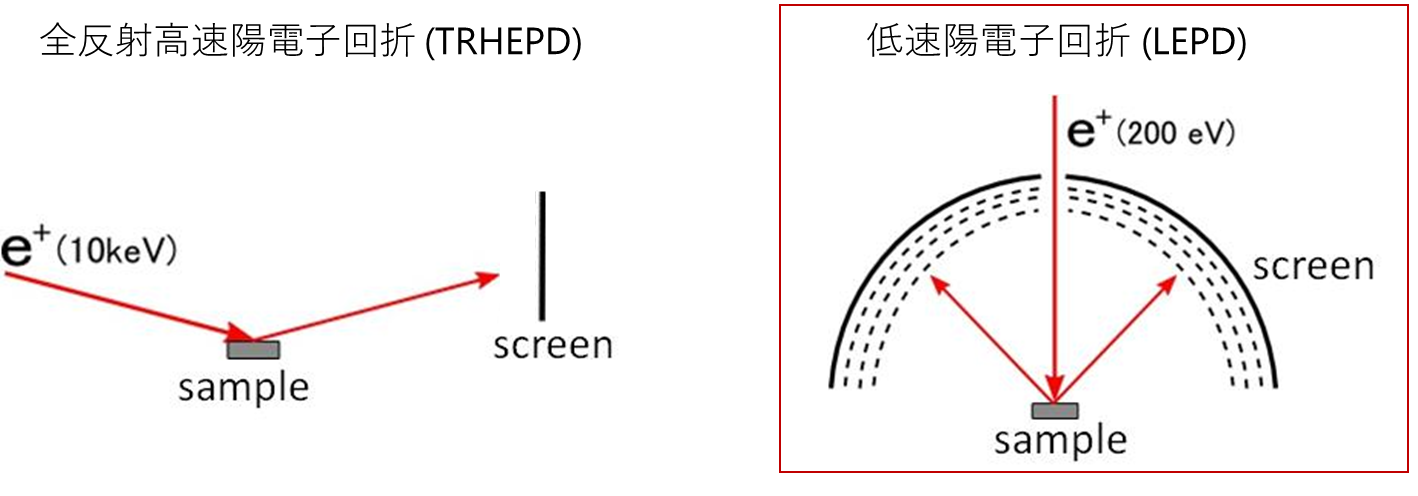 全反射高速陽電子回折 (TRHEPD)
e⁺(10keV)
sample
screen
低速陽電子回折 (LEPD)
e⁺(200 eV)
screen
sample